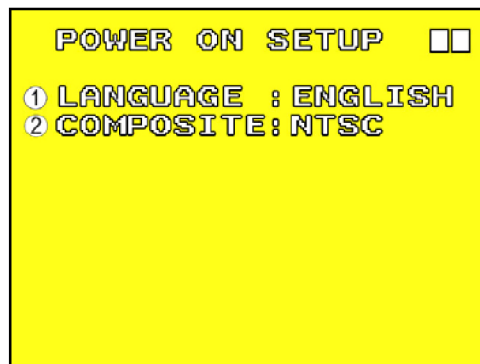 POWER ON SETUP □□
① LANGUAGE :ENGLISH
② COMPOSITE:NTSC